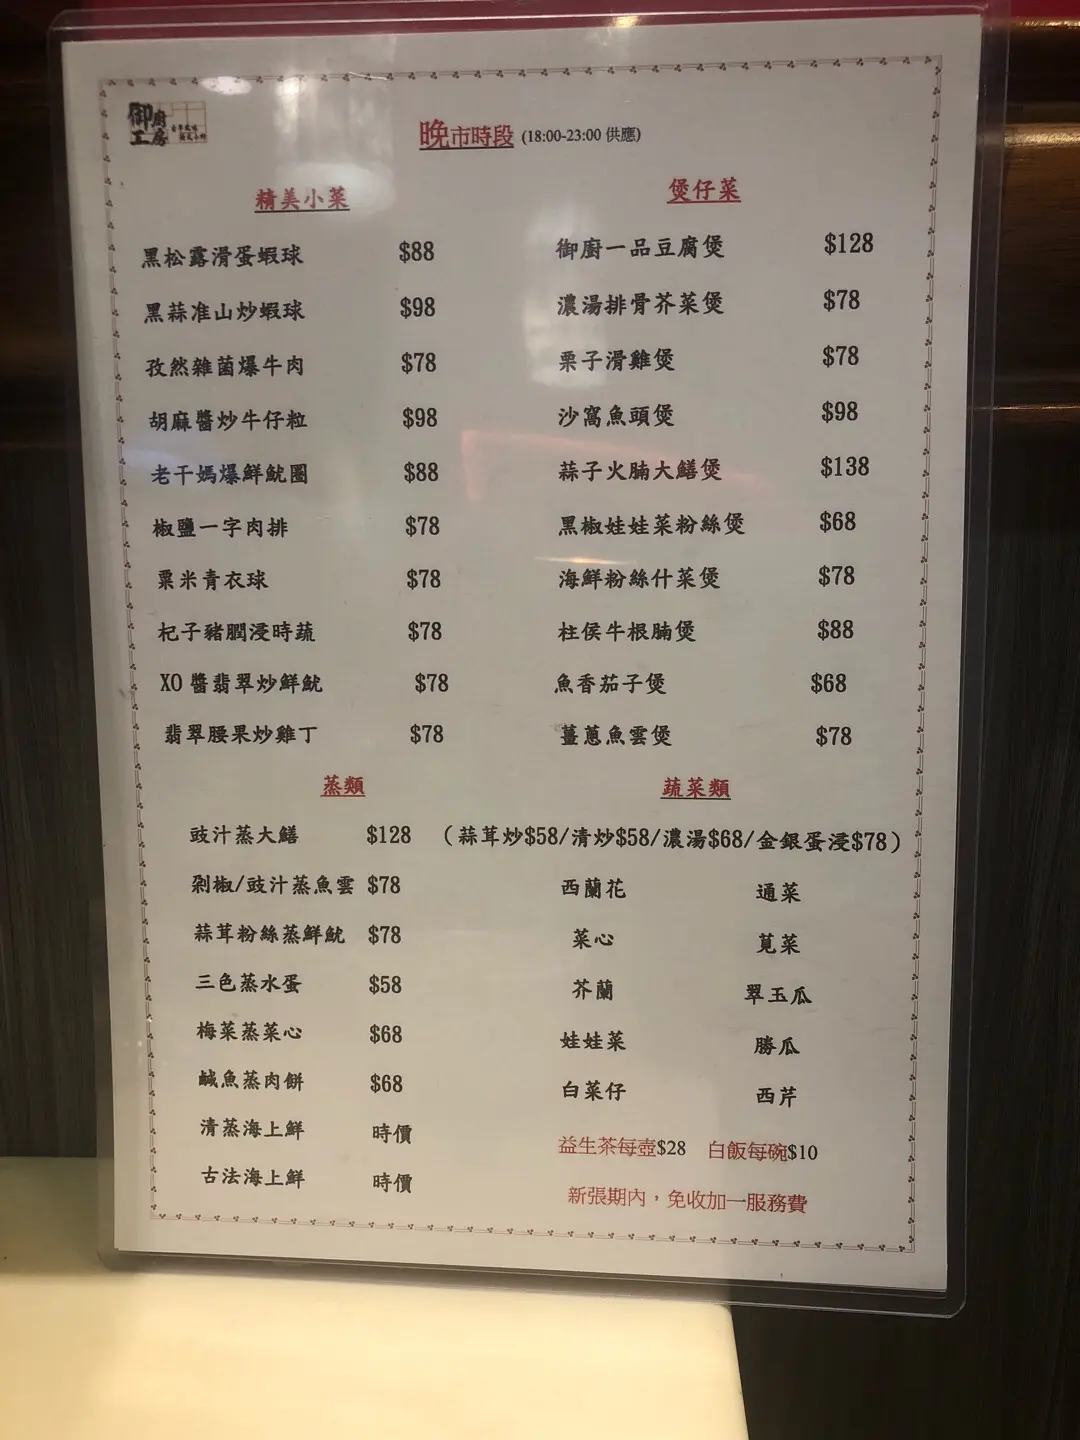 御廚
工房
晚市時段 (18:00-23:00 供應)
精美小菜
黑松露滑蛋蝦球 $88
黑蒜准山炒蝦球 $98
孜然雜菌爆牛肉 $78
胡麻醬炒牛仔粒 $98
老干媽爆鮮魷圈 $88
椒鹽一字肉排 $78
粟米青衣球 $78
杞子豬膶浸時蔬 $78
XO 醬翡翠炒鮮魷 $78
翡翠腰果炒雞丁 $78
煲仔菜
御廚一品豆腐煲 $128
濃湯排骨芥菜煲 $78
栗子滑雞煲 $78
沙窩魚頭煲 $98
蒜子火腩大鱔煲 $138
黑椒娃娃菜粉絲煲 $68
海鮮粉絲什菜煲 $78
柱侯牛根腩煲 $88
魚香茄子煲 $68
薑蔥魚雲煲 $78
蒸類
豉汁蒸大鱔 $128
剁椒/豉汁蒸魚雲 $78
蒜茸粉絲蒸鮮魷 $78
三色蒸水蛋 $58
梅菜蒸菜心 $68
鹹魚蒸肉餅 $68
清蒸海上鮮 時價
古法海上鮮 時價
蔬菜類
(蒜茸炒$58/清炒$58/濃湯$68/金銀蛋浸$78)
西蘭花 通菜
菜心 莧菜
芥蘭 翠玉瓜
娃娃菜 勝瓜
白菜仔 西芹
益生茶每壺$28 白飯每碗$10
新張期內，免收加一服務費